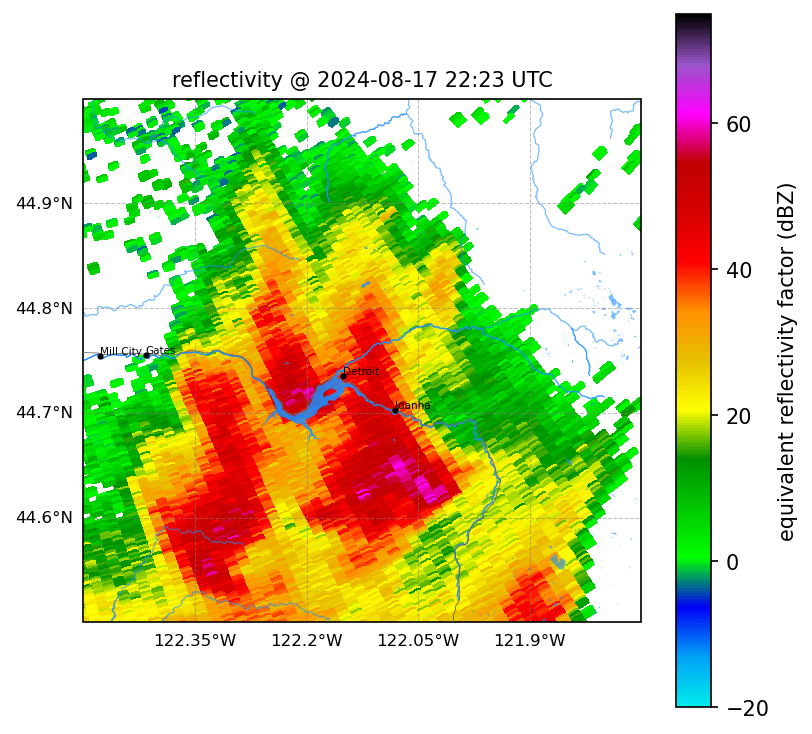 reflectivity @ 2024-08-17 22:23 UTC
44.9°N
44.8°N
44.7°N
44.6°N
Mill City
Gates
Detroit
Idanha
122.35°W
122.2°W
122.05°W
121.9°W
60
40
20
0
−20
equivalent reflectivity factor (dBZ)